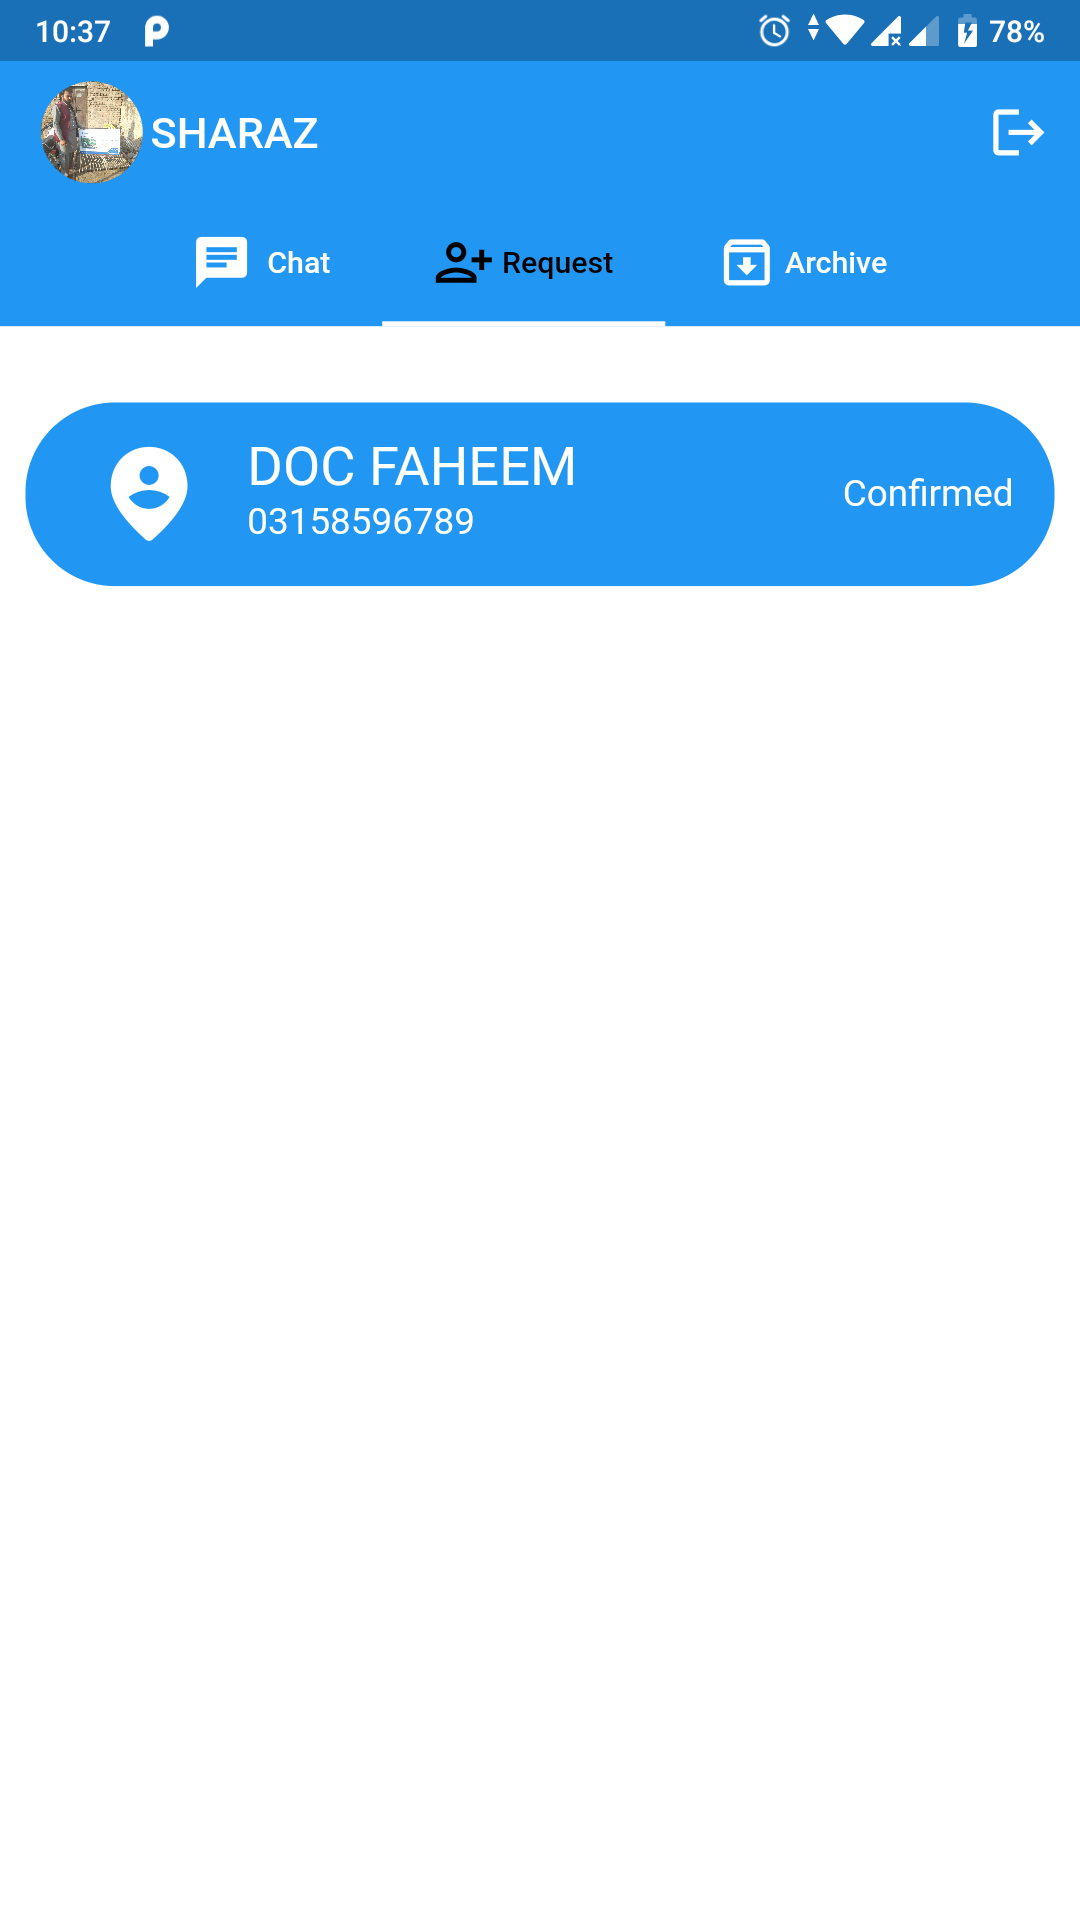 10:37
78%
SHARAZ
Chat
Request
Archive
DOC FAHEEM
03158596789
Confirmed